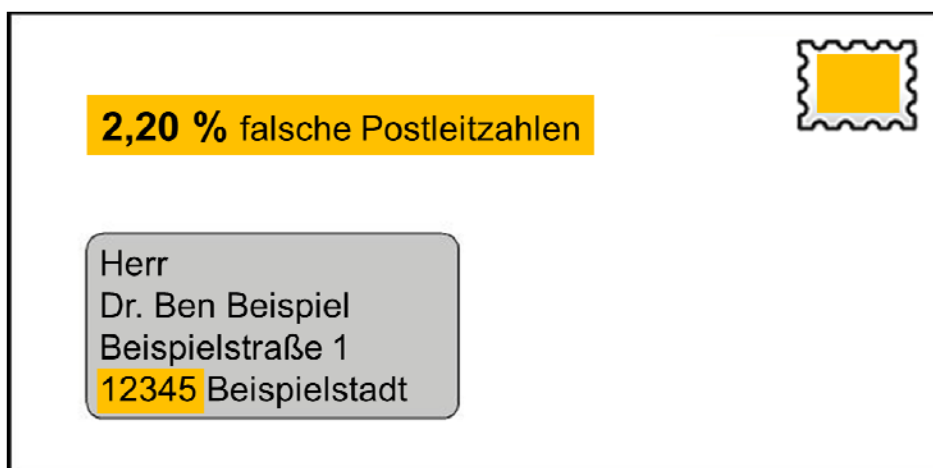 2,20 % falsche Postleitzahlen
Herr
Dr. Ben Beispiel
Beispielstraße 1
12345 Beispielstadt